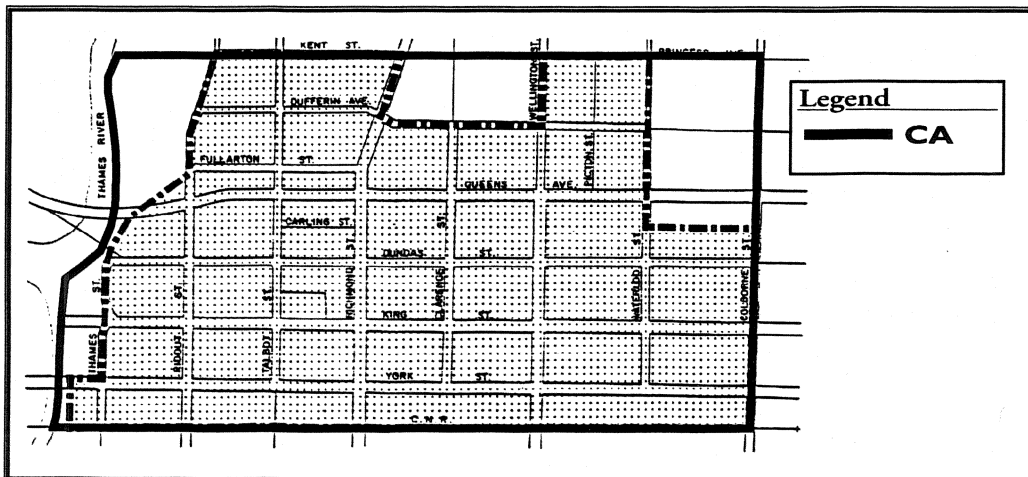 KENT ST.
PRINCESS AVE.
WELLINGTON ST.
DUFFERIN AVE.
THAMES RIVER
FULLARTON ST.
PICTON ST.
QUEENS AVE.
CARLING ST.
DUNDAS ST.
THAMES ST.
RIDOUT ST.
TALBOT ST.
RICHMOND ST.
CLARENCE ST.
WATERLOO ST.
COLBORNE ST.
KING ST.
YORK ST.
C.N.R.
Legend
CA